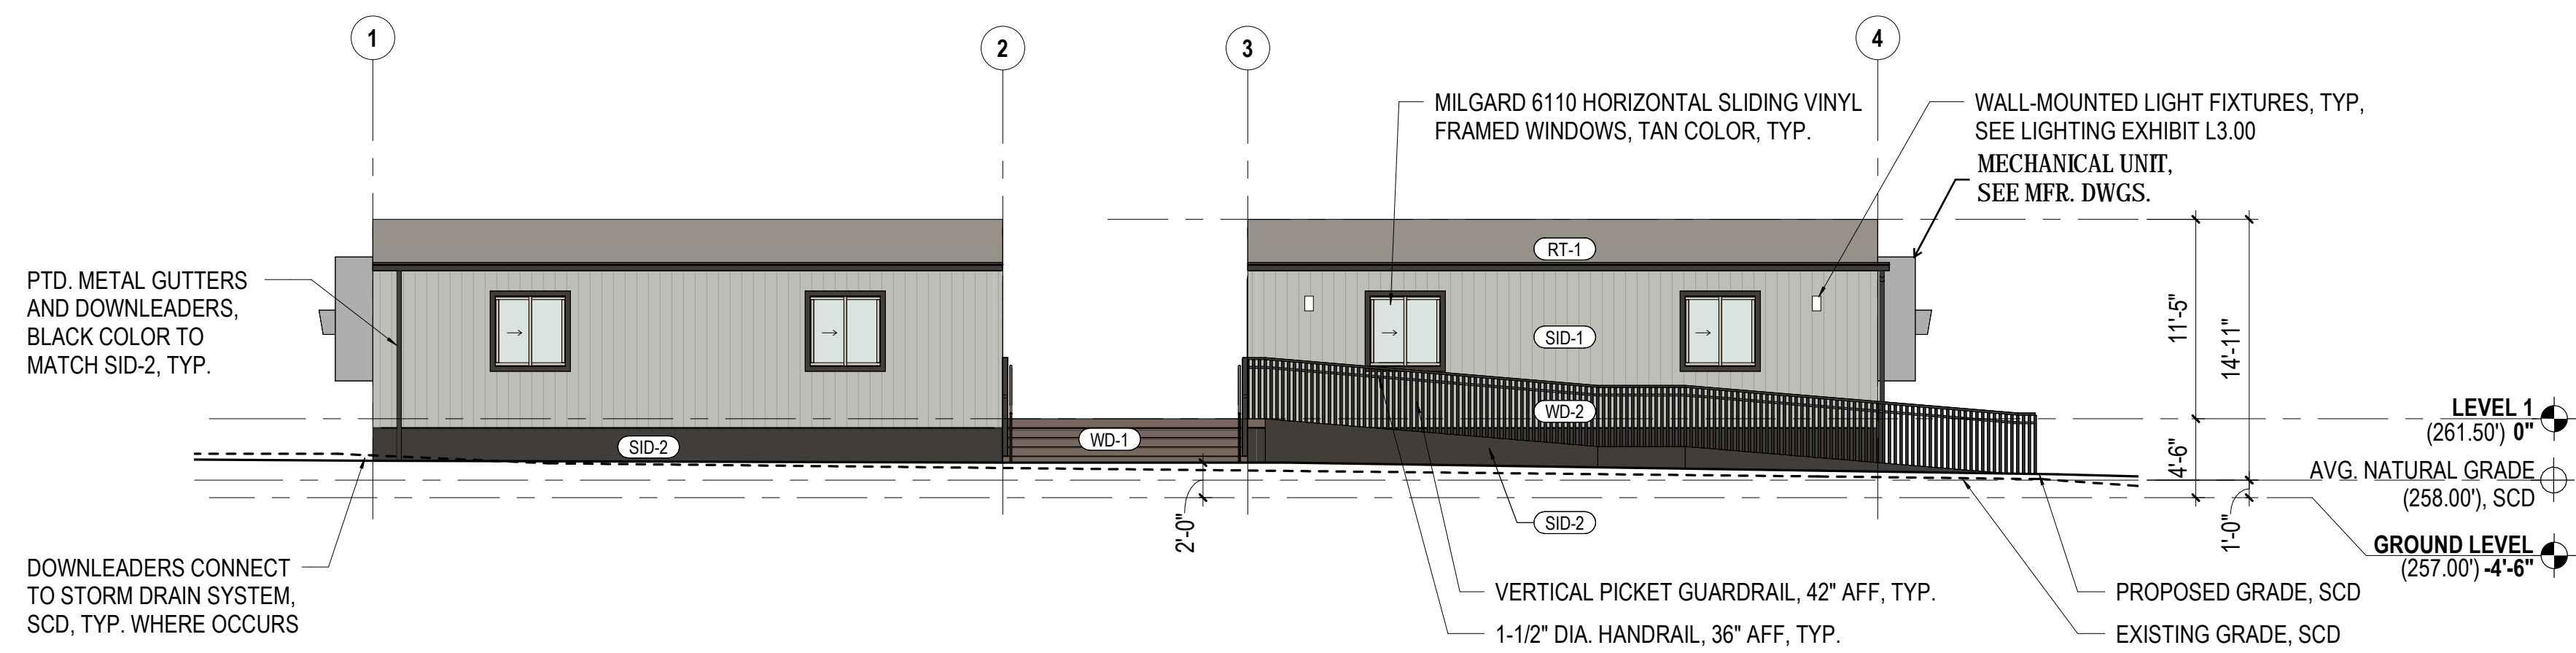 1
2
3
4
MILGARD 6110 HORIZONTAL SLIDING VINYL
FRAMED WINDOWS, TAN COLOR, TYP.
WALL-MOUNTED LIGHT FIXTURES, TYP,
SEE LIGHTING EXHIBIT L3.00
MECHANICAL UNIT,
SEE MFR. DWGS.
RT-1
PTD. METAL GUTTERS
AND DOWNLEADERS,
BLACK COLOR TO
MATCH SID-2, TYP.
SID-1
11'-5"
14'-11"
WD-2
LEVEL 1
(261.50') 0"
SID-2
WD-1
4'-6"
AVG. NATURAL GRADE
(258.00'), SCD
2'-0"
SID-2
1'-0"
GROUND LEVEL
(257.00') -4'-6"
DOWNLEADERS CONNECT
TO STORM DRAIN SYSTEM,
SCD, TYP. WHERE OCCURS
VERTICAL PICKET GUARDRAIL, 42" AFF, TYP.
1-1/2" DIA. HANDRAIL, 36" AFF, TYP.
PROPOSED GRADE, SCD
EXISTING GRADE, SCD